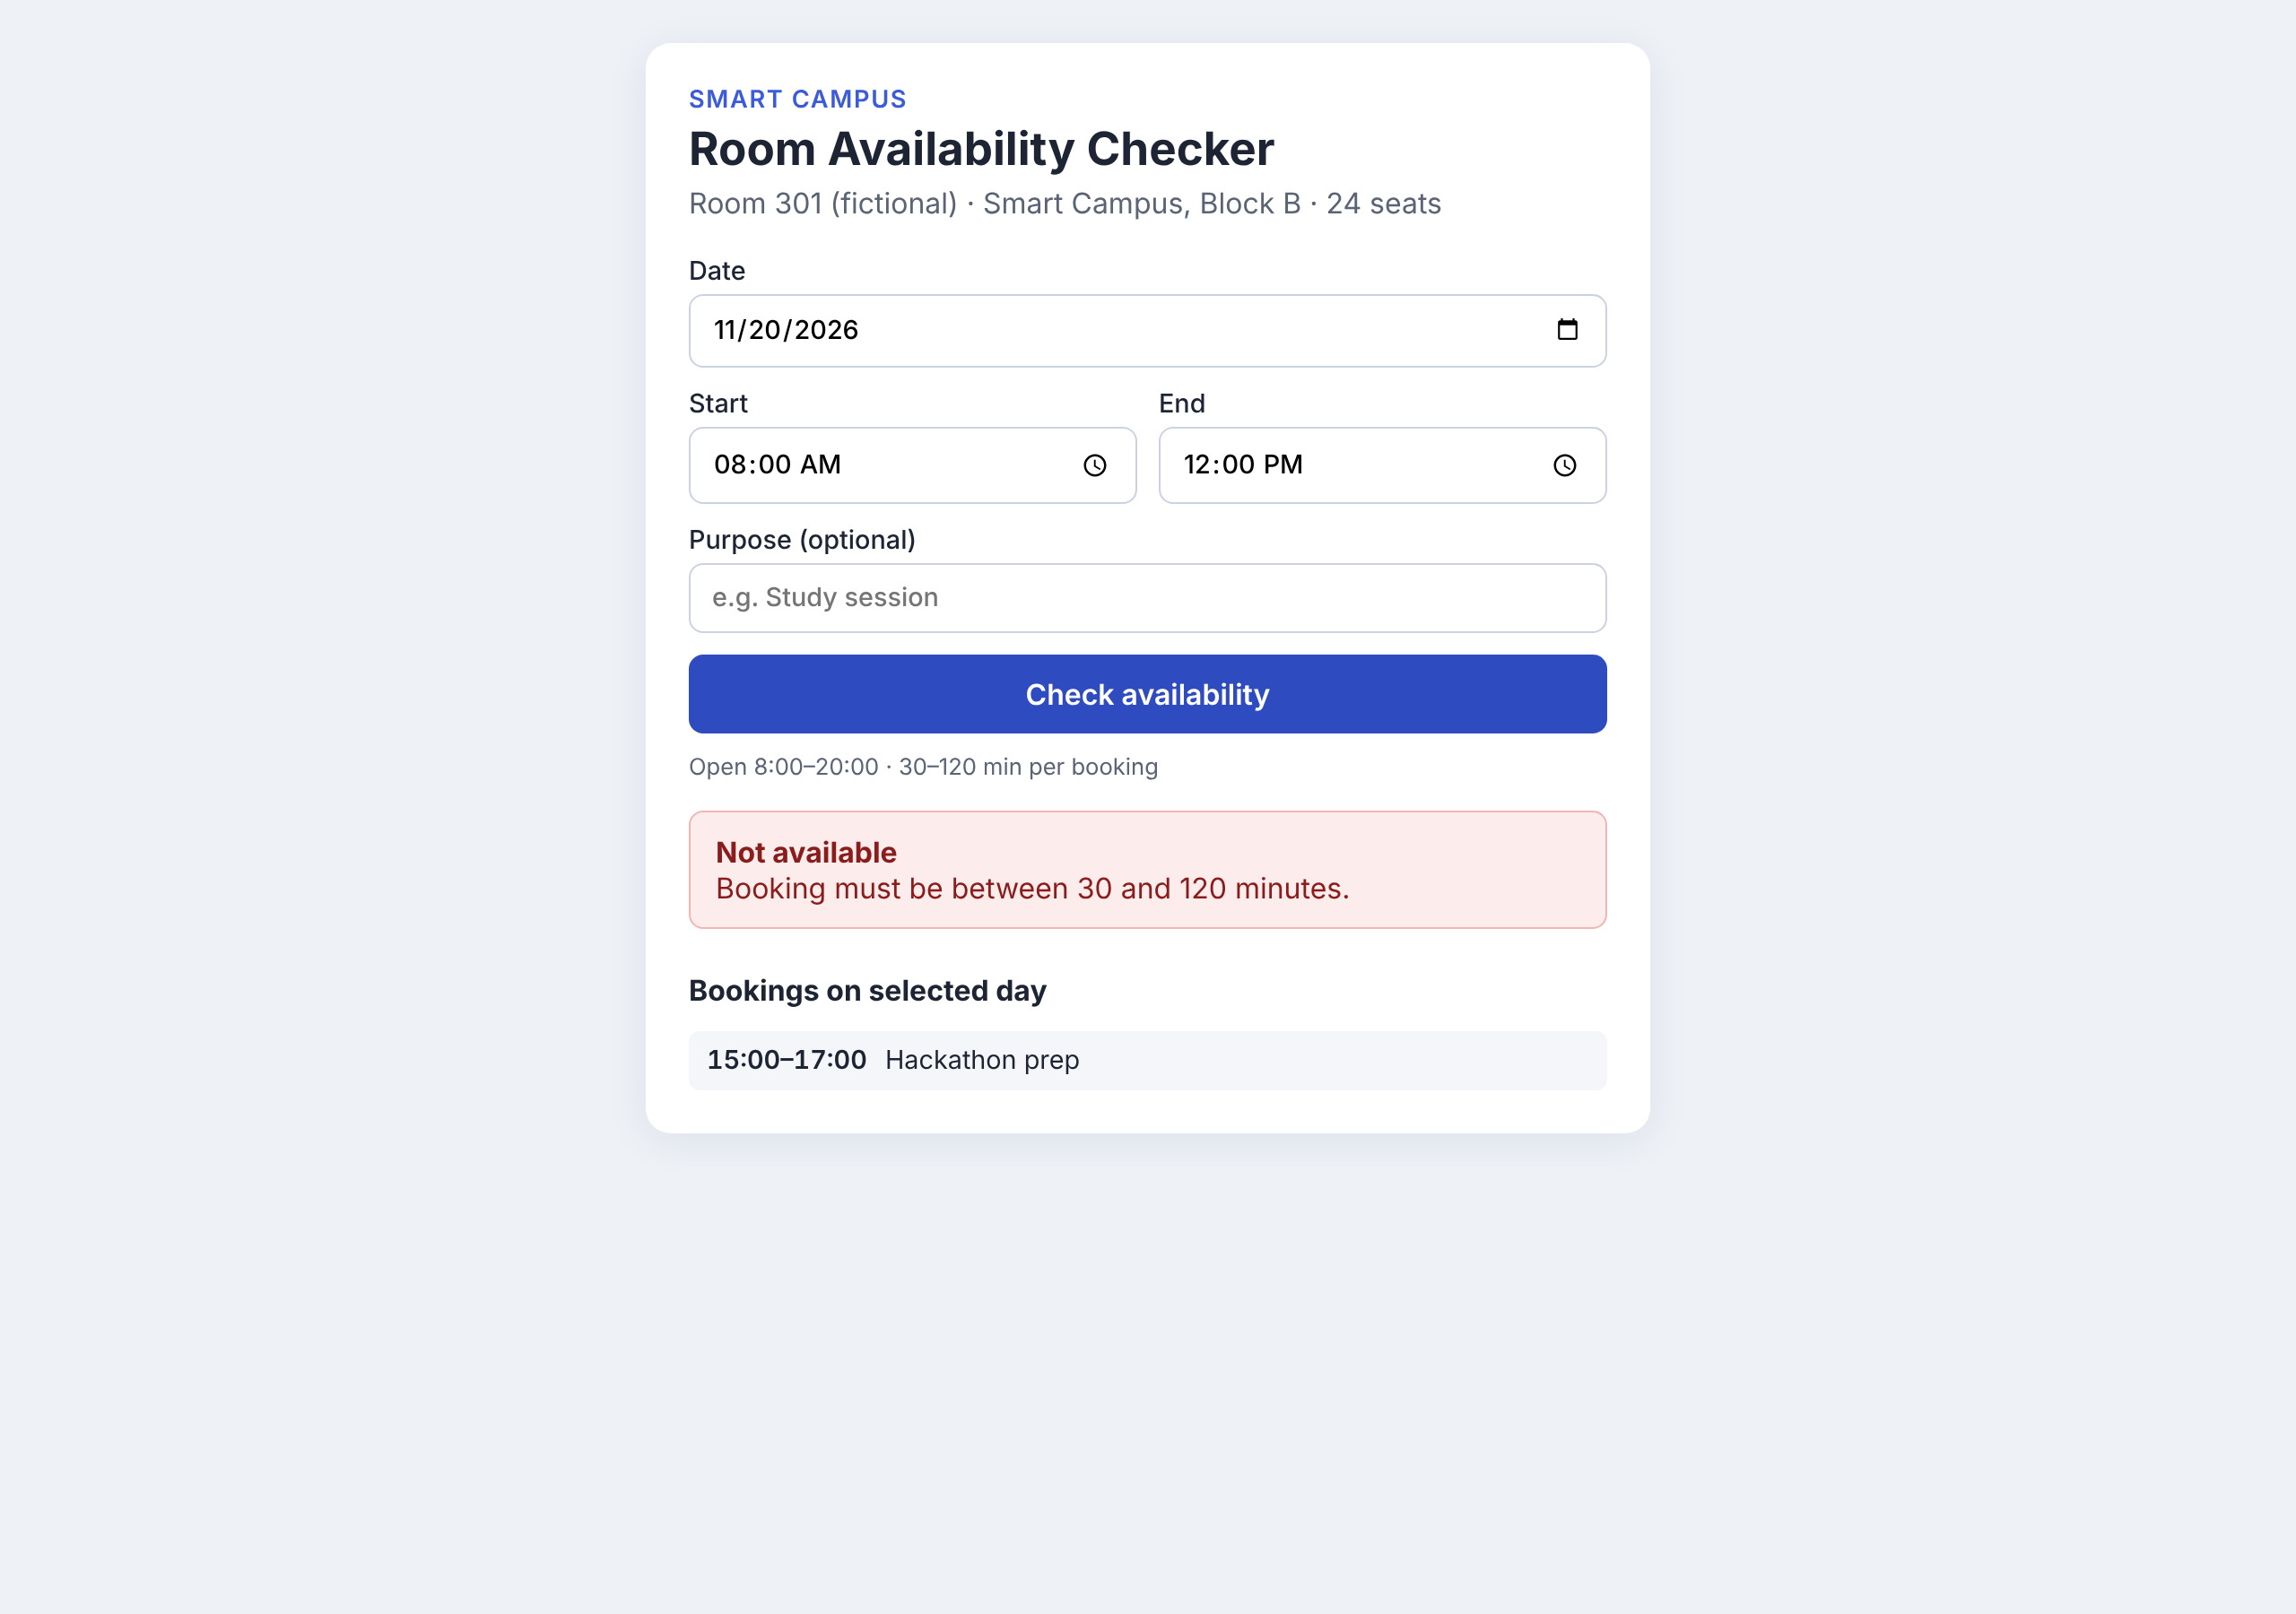 SMART CAMPUS
Room Availability Checker
Room 301 (fictional) · Smart Campus, Block B · 24 seats
Date
11/20/2026
Start
End
08:00 AM
12:00 PM
Purpose (optional)
e.g. Study session
Check availability
Open 8:00–20:00 · 30–120 min per booking
Not available
Booking must be between 30 and 120 minutes.
Bookings on selected day
15:00–17:00 Hackathon prep